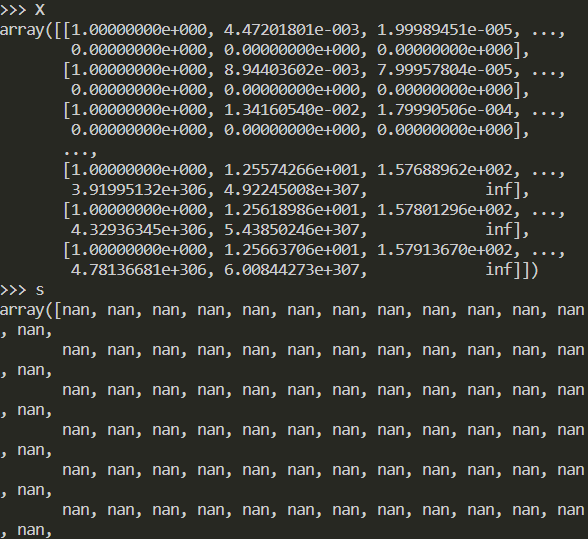 >>> X
array([[1.00000000e+000, 4.47201801e-003, 1.99989451e-005, ...,
0.00000000e+000, 0.00000000e+000, 0.00000000e+000],
[1.00000000e+000, 8.94403602e-003, 7.99957804e-005, ...,
0.00000000e+000, 0.00000000e+000, 0.00000000e+000],
[1.00000000e+000, 1.34160540e-002, 1.79990506e-004, ...,
0.00000000e+000, 0.00000000e+000, 0.00000000e+000],
...,
[1.00000000e+000, 1.25574266e+001, 1.57688962e+002, ...,
3.91995132e+306, 4.92245008e+307, inf],
[1.00000000e+000, 1.25618986e+001, 1.57801296e+002, ...,
4.32936345e+306, 5.43850246e+307, inf],
[1.00000000e+000, 1.25663706e+001, 1.57913670e+002, ...,
4.78136681e+306, 6.00844273e+307, inf]])
>>> s
array([nan, nan, nan, nan, nan, nan, nan, nan, nan, nan, nan, nan
, nan,
nan, nan, nan, nan, nan, nan, nan, nan, nan, nan, nan, nan
, nan,
nan, nan, nan, nan, nan, nan, nan, nan, nan, nan, nan, nan
, nan,
nan, nan, nan, nan, nan, nan, nan, nan, nan, nan, nan, nan
, nan,
nan, nan, nan, nan, nan, nan, nan, nan, nan, nan, nan, nan
, nan,
nan, nan, nan, nan, nan, nan, nan, nan, nan, nan, nan, nan
, nan,